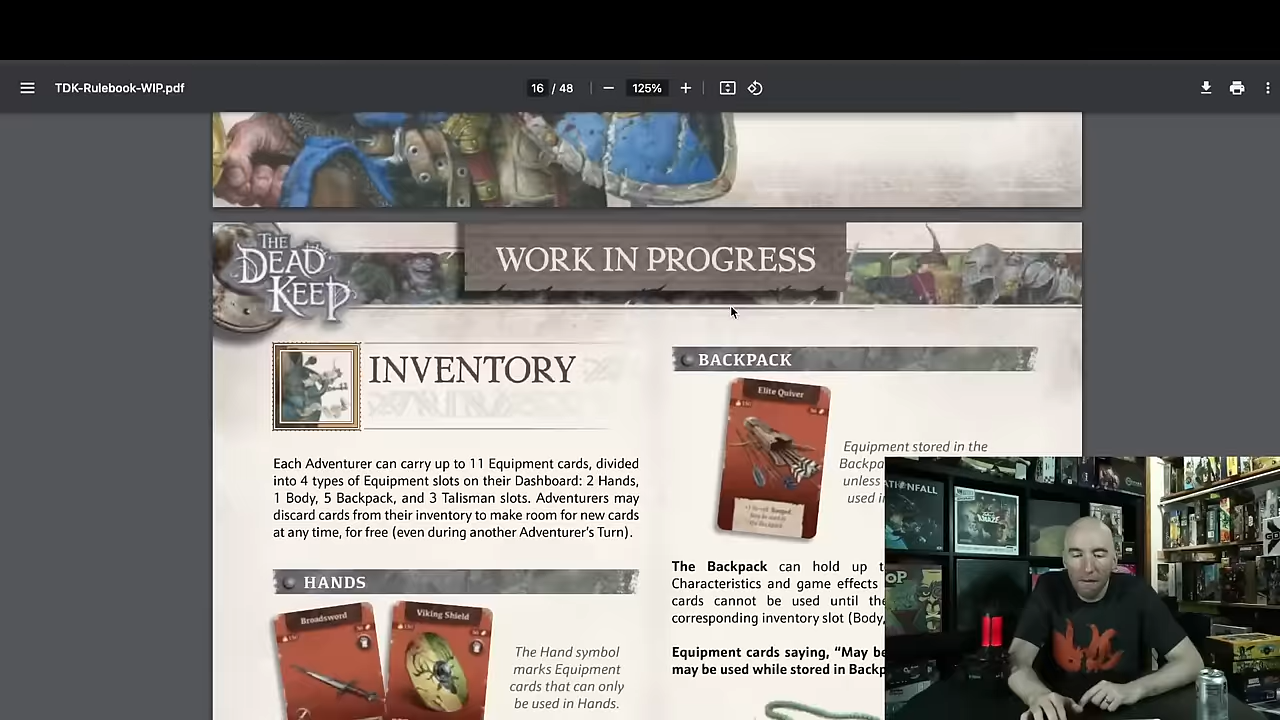 TDK-Rulebook-WIP.pdf
16 / 48
125%
THE
DEAD
KEEP
WORK IN PROGRESS
INVENTORY
Each Adventurer can carry up to 11 Equipment cards, divided
into 4 types of Equipment slots on their Dashboard: 2 Hands,
1 Body, 5 Backpack, and 3 Talisman slots. Adventurers may
discard cards from their inventory to make room for new cards
at any time, for free (even during another Adventurer's Turn).
HANDS
Broadsword
Viking Shield
The Hand symbol
marks Equipment
cards that can only
be used in Hands.
BACKPACK
Elite Quiver
Equipment stored in the
Backpa
unless
used i
The Backpack can hold up t
Characteristics and game effects
cards cannot be used until the
corresponding inventory slot (Body,
Equipment cards saying, “May be
may be used while stored in Backp